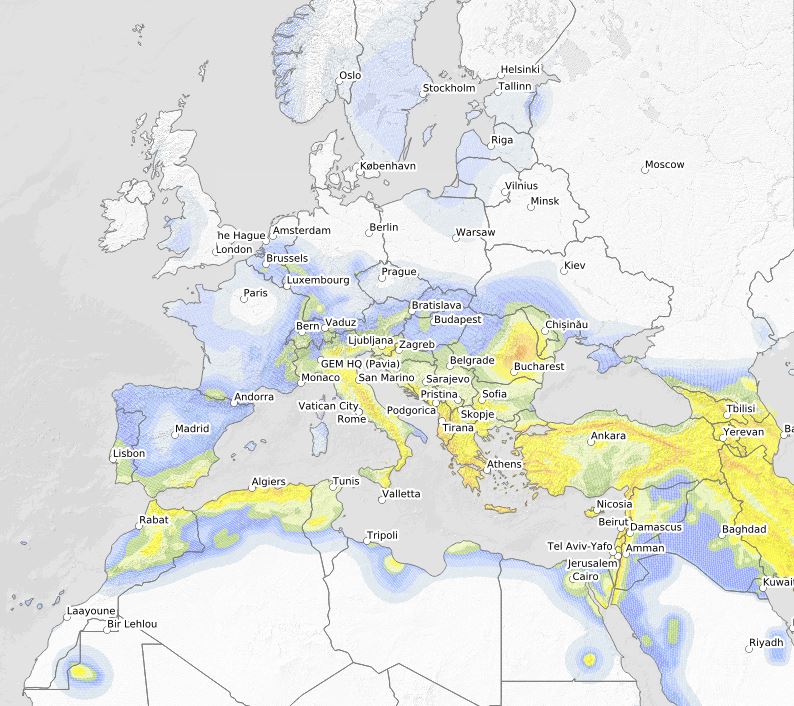 Helsinki
Oslo
Tallinn
Stockholm
Riga
København
Moscow
Vilnius
Minsk
Amsterdam
Berlin
Warsaw
he Hague
London
Brussels
Kiev
Prague
Luxembourg
Paris
Bratislava
Budapest
Chișinău
Bern
Vaduz
Ljubljana
Zagreb
GEM HQ (Pavia)
Belgrade
Bucharest
Monaco
San Marino
Sarajevo
Andorra
Pristina
Sofia
Vatican City
Podgorica
Skopje
Rome
Tbilisi
Madrid
Tirana
Yerevan
Ba
Ankara
Lisbon
Athens
Algiers
Tunis
Valletta
Nicosia
Rabat
Beirut
Damascus
Baghdad
Tripoli
Tel Aviv-Yafo
Amman
Jerusalem
Cairo
Kuwait
Laayoune
Bir Lehlou
Riyadh